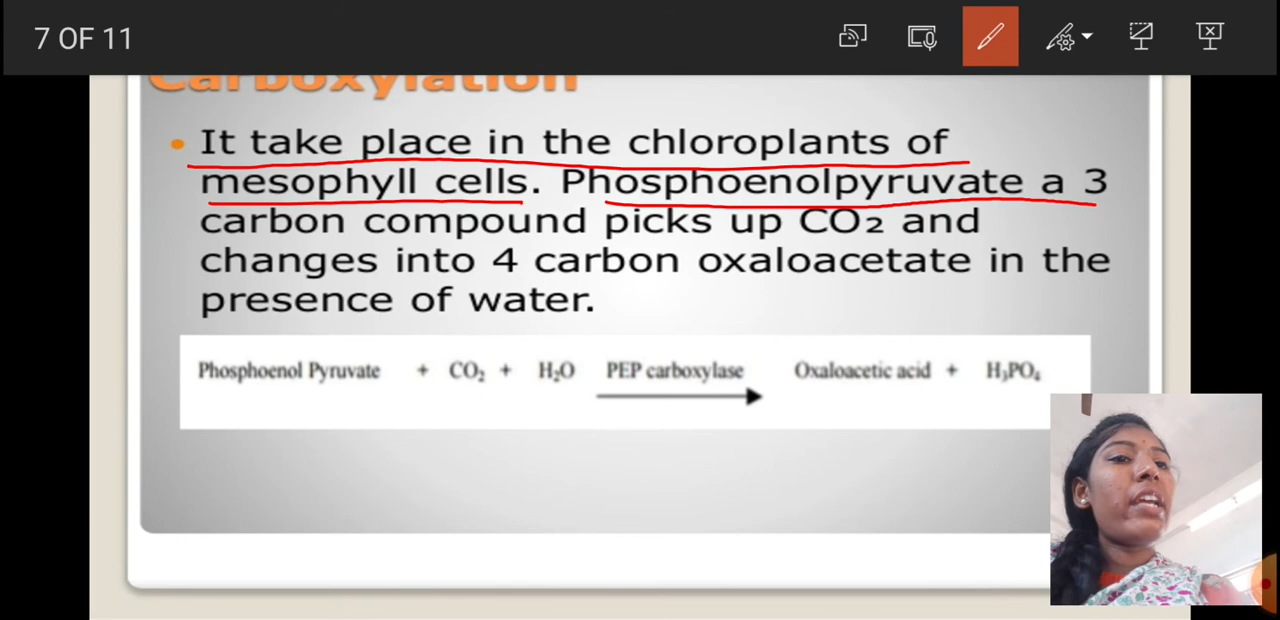 7 OF 11
Carboxylation
• It take place in the chloroplants of
mesophyll cells. Phosphoenolpyruvate a 3
carbon compound picks up CO₂ and
changes into 4 carbon oxaloacetate in the
presence of water.
Phosphoenol Pyruvate + CO₂ + H₂O PEP carboxylase Oxaloacetic acid + H₃PO₄